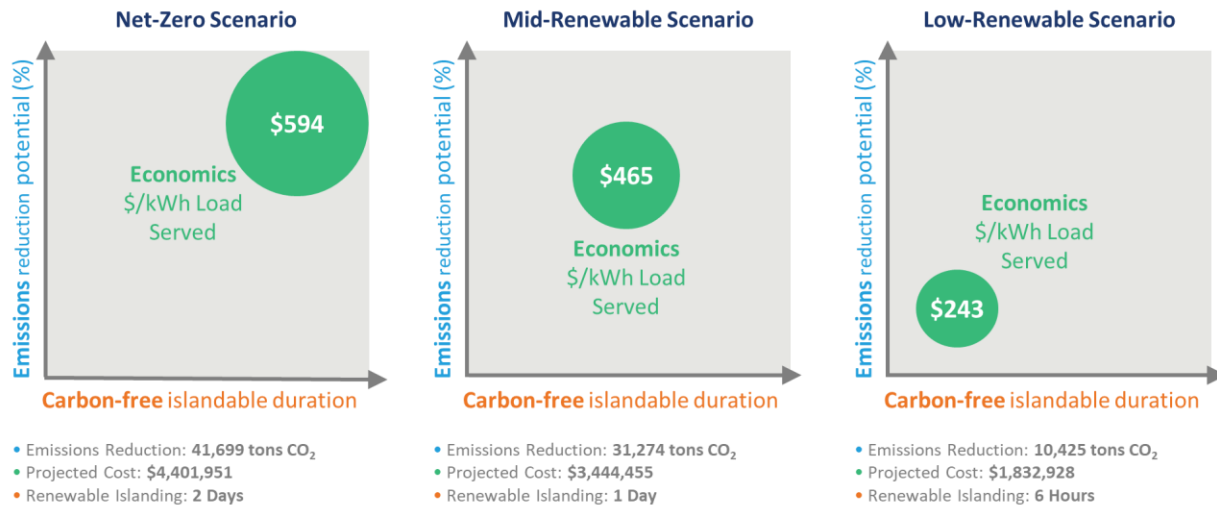 Net-Zero Scenario
Emissions reduction potential (%)
$594
Economics
$/kWh Load
Served
Carbon-free islandable duration
• Emissions Reduction: 41,699 tons CO₂
• Projected Cost: $4,401,951
• Renewable Islanding: 2 Days
Mid-Renewable Scenario
Emissions reduction potential (%)
$465
Economics
$/kWh Load
Served
Carbon-free islandable duration
• Emissions Reduction: 31,274 tons CO₂
• Projected Cost: $3,444,455
• Renewable Islanding: 1 Day
Low-Renewable Scenario
Emissions reduction potential (%)
Economics
$/kWh Load
Served
$243
Carbon-free islandable duration
• Emissions Reduction: 10,425 tons CO₂
• Projected Cost: $1,832,928
• Renewable Islanding: 6 Hours